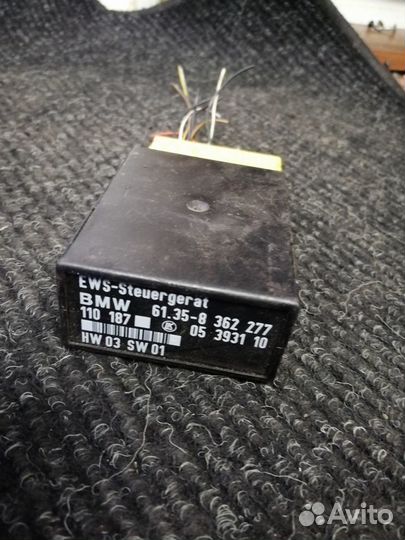 EWS-Steuergerat
BMW 61.35-8 362 277
110 187 05 3931 10
HW 03 SW 01
Avito